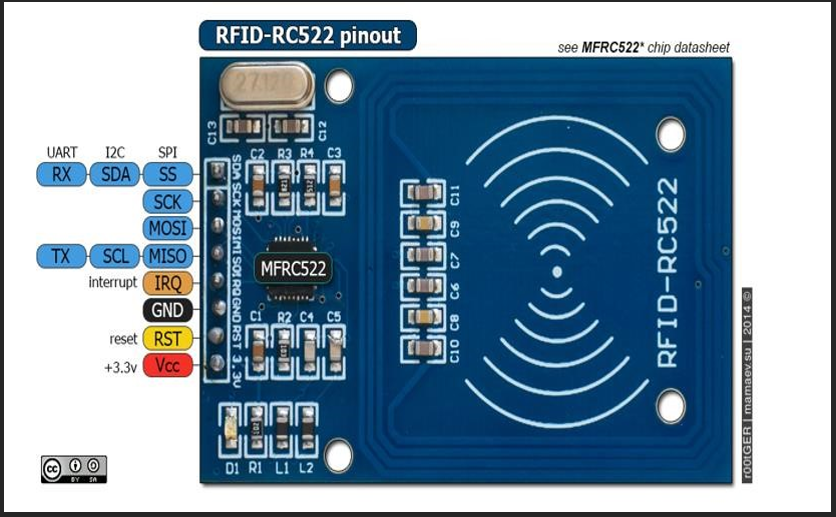 RFID-RC522 pinout
see MFRC522* chip datasheet
27.120
C13
C12
UART
I2C
SPI
RX
SDA
SS
SCK
MOSI
TX
SCL
MISO
interrupt
IRQ
GND
reset
RST
+3.3v
Vcc
SDA
SCK
MOSI
MISO
IRQ
GND
RST
3.3V
C2
R3
R4
C3
MFRC522
C1
R2
C4
C5
D1
R1
L1
L2
C11
C9
C7
C6
C8
C10
RFID-RC522
rootGER | mamaev.su | 2014 ©
cc
BY
SA